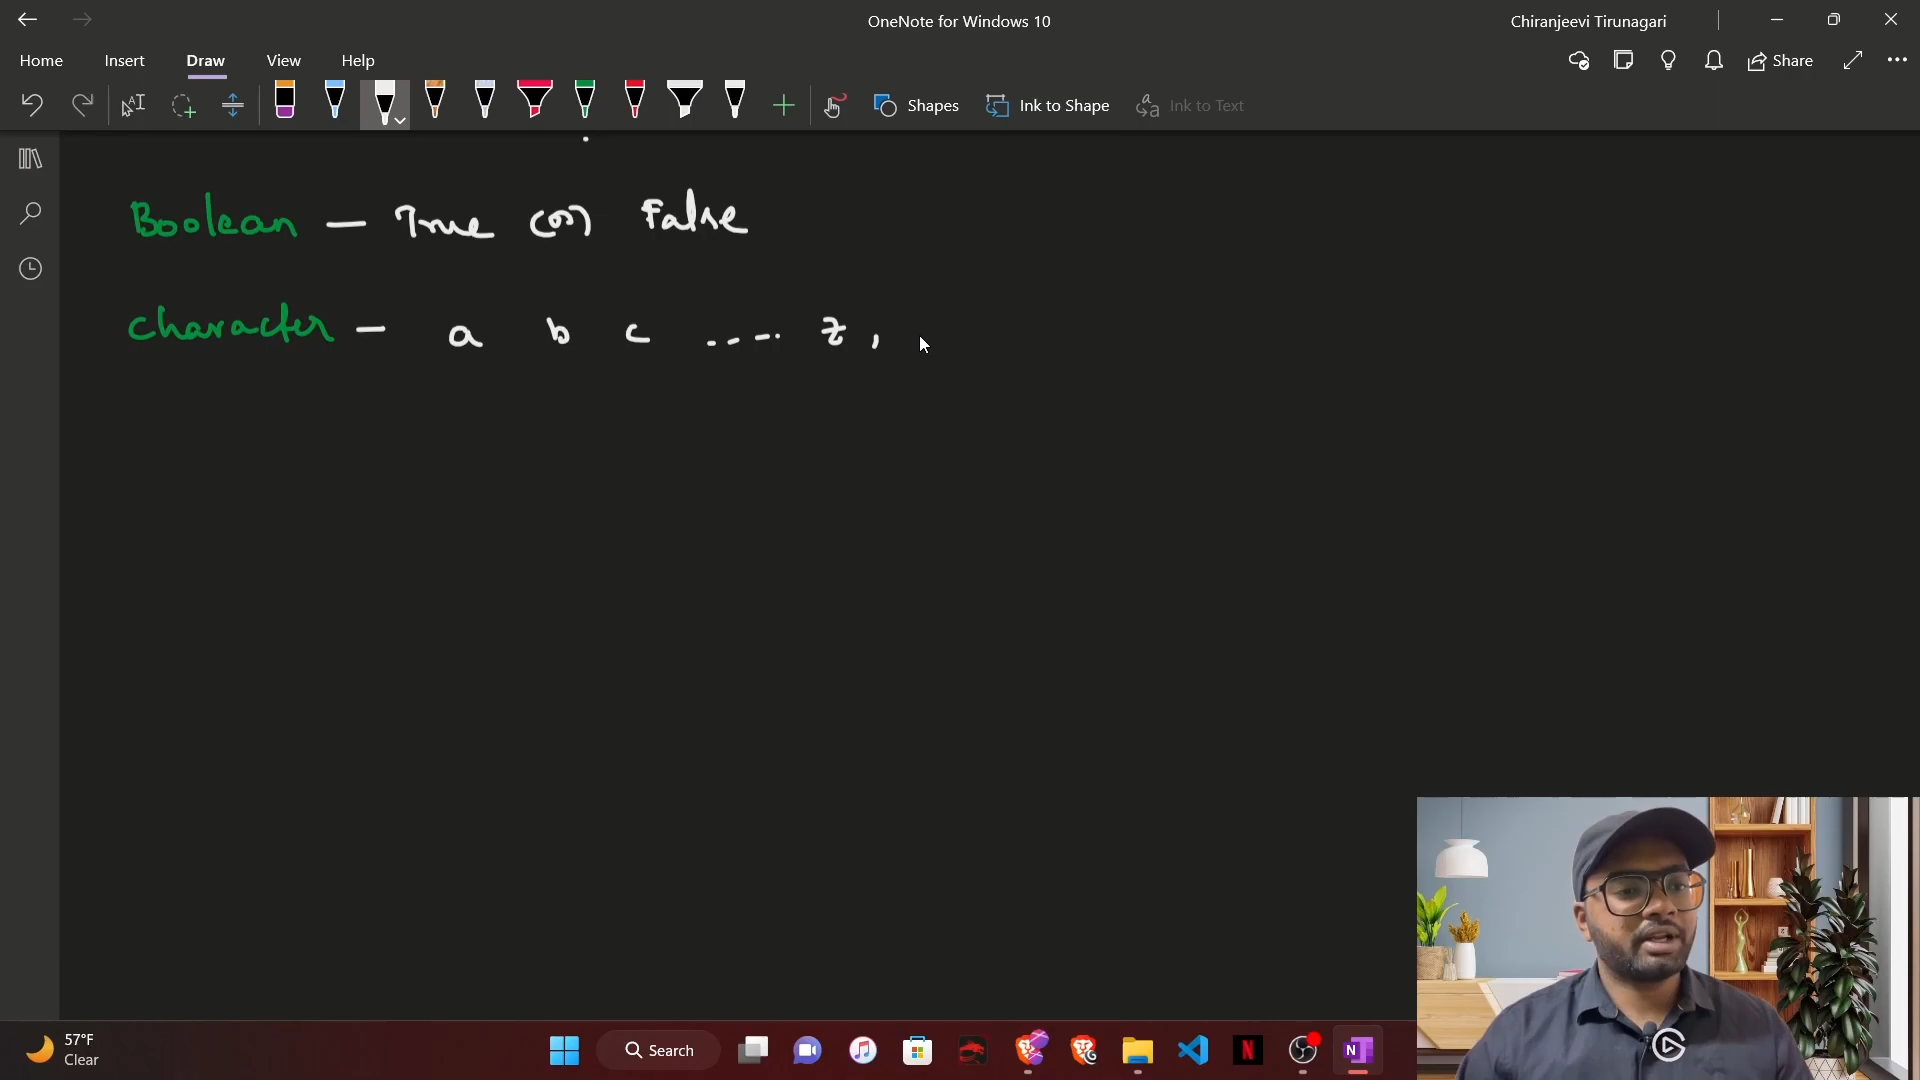 OneNote for Windows 10
Chiranjeevi Tirunagari
Home Insert Draw View Help
Share
Shapes Ink to Shape Ink to Text
Boolean — True (or) False
Character — a b c .... z ,
57°F
Clear
Search